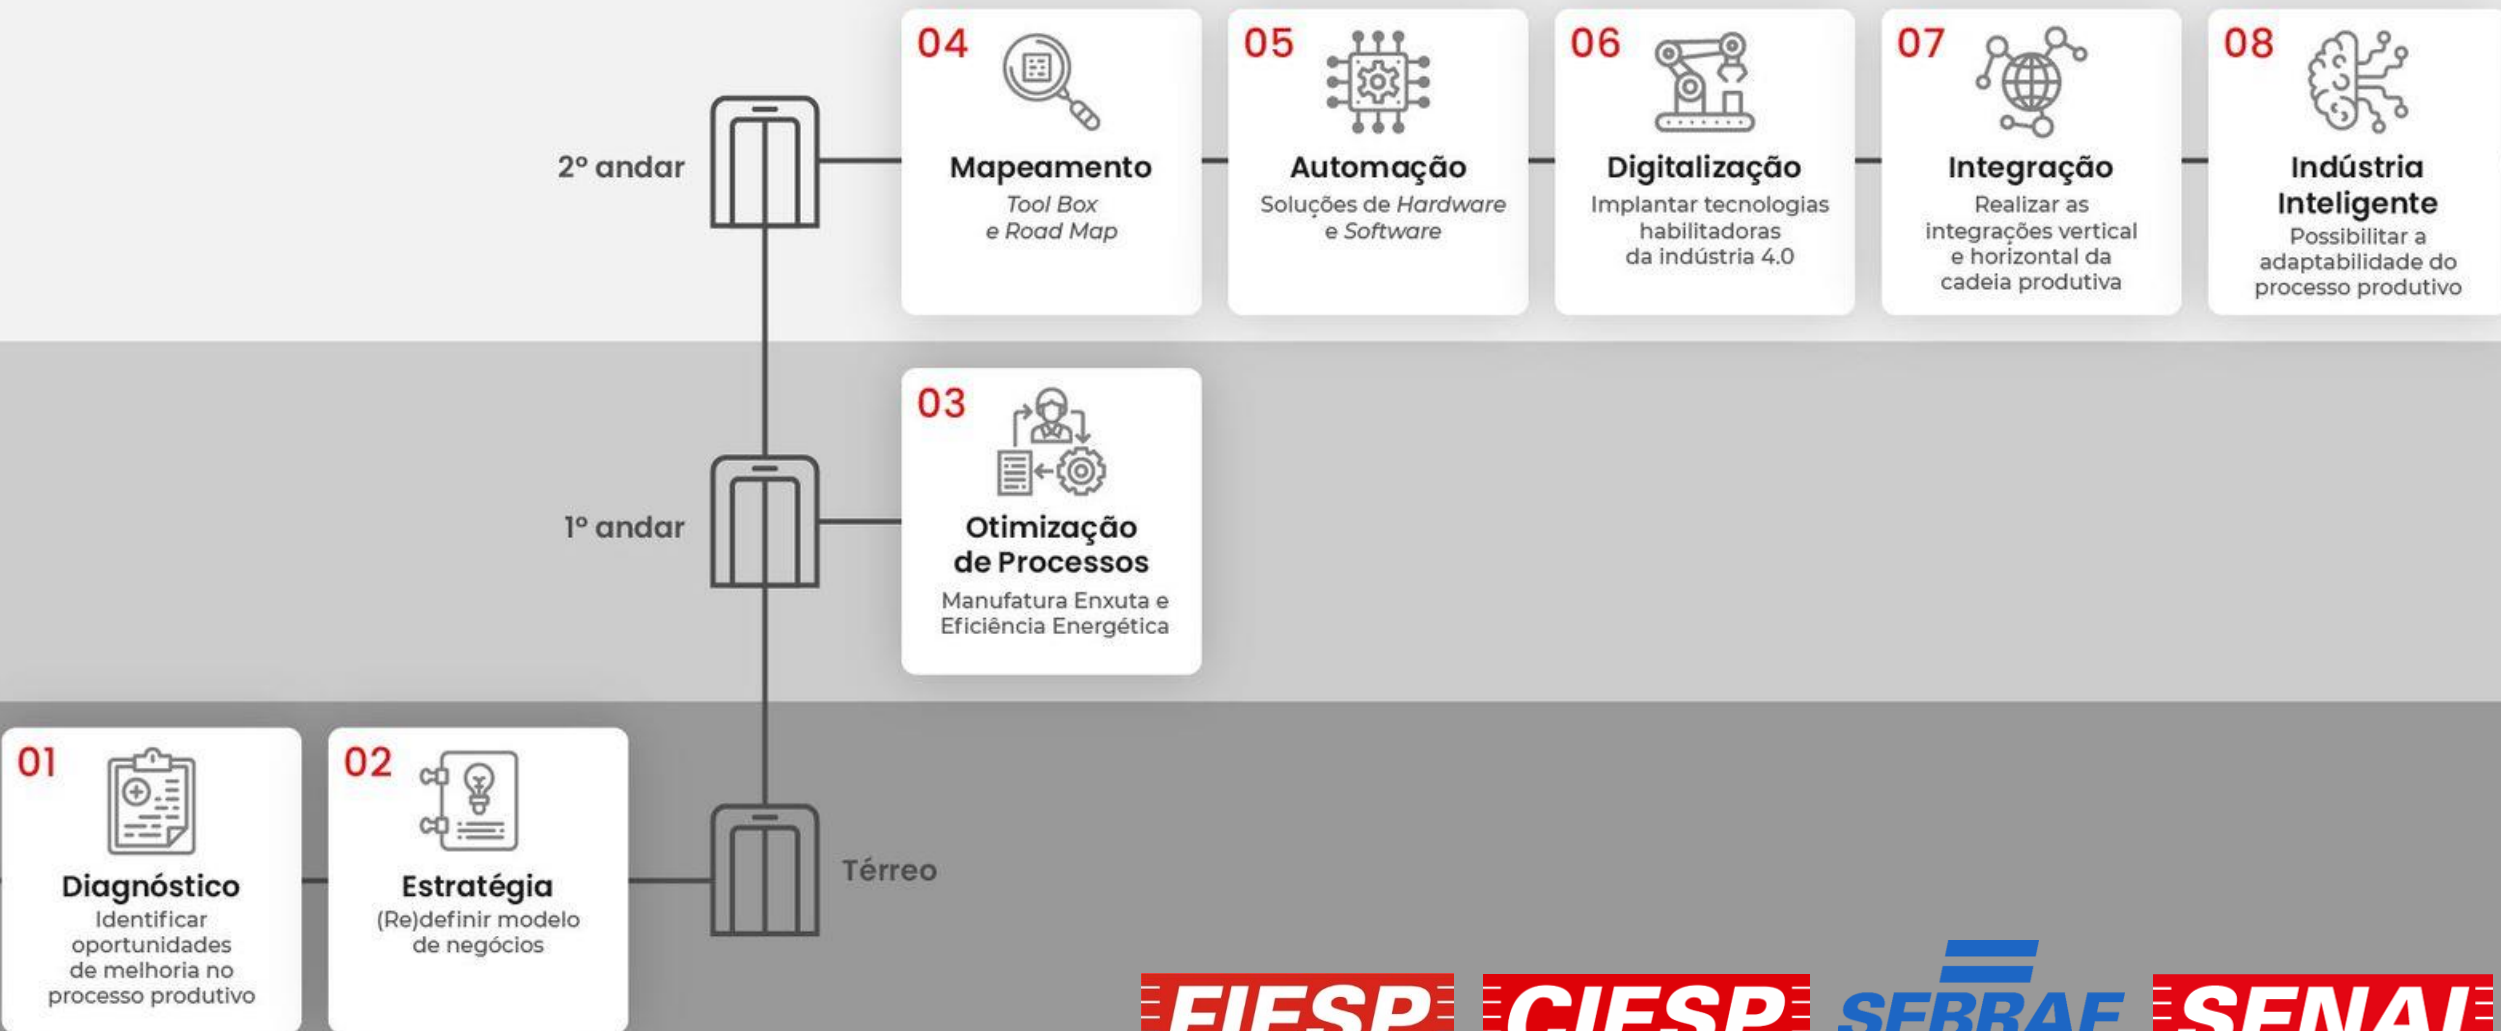 2º andar
04
Mapeamento
Tool Box
e Road Map
05
Automação
Soluções de Hardware
e Software
06
Digitalização
Implantar tecnologias
habilitadoras
da indústria 4.0
07
Integração
Realizar as
integrações vertical
e horizontal da
cadeia produtiva
08
Indústria
Inteligente
Possibilitar a
adaptabilidade do
processo produtivo
1º andar
03
Otimização
de Processos
Manufatura Enxuta e
Eficiência Energética
01
Diagnóstico
Identificar
oportunidades
de melhoria no
processo produtivo
02
Estratégia
(Re)definir modelo
de negócios
Térreo
FIESP
CIESP
SEBRAE
SENAI